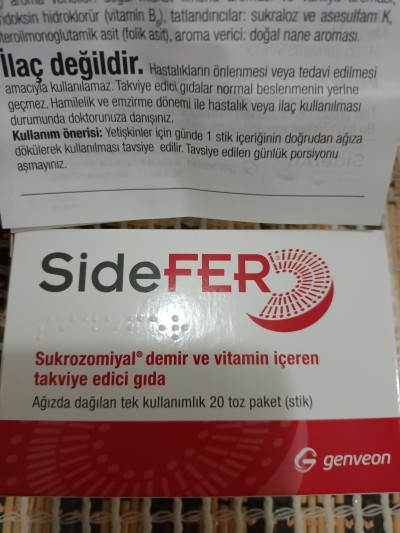 idoksin hidroklorür (vitamin B₆), tatlandırıcılar: sukraloz ve asesülfam K,
teroilmonoglutamik asit (folik asit), aroma verici: doğal nane aroması.
İlaç değildir. Hastalıkların önlenmesi veya tedavi edilmesi
amacıyla kullanılamaz. Takviye edici gıdalar normal beslenmenin yerine
geçmez. Hamilelik ve emzirme dönemi ile hastalık veya ilaç kullanılması
durumunda doktorunuza danışınız.
Kullanım önerisi: Yetişkinler için günde 1 stik içeriğinin doğrudan ağıza
dökülerek kullanılması tavsiye edilir. Tavsiye edilen günlük porsiyonu
aşmayınız.
SideFER
Sukrozomiyal® demir ve vitamin içeren
takviye edici gıda
Ağızda dağılan tek kullanımlık 20 toz paket (stik)
genveon